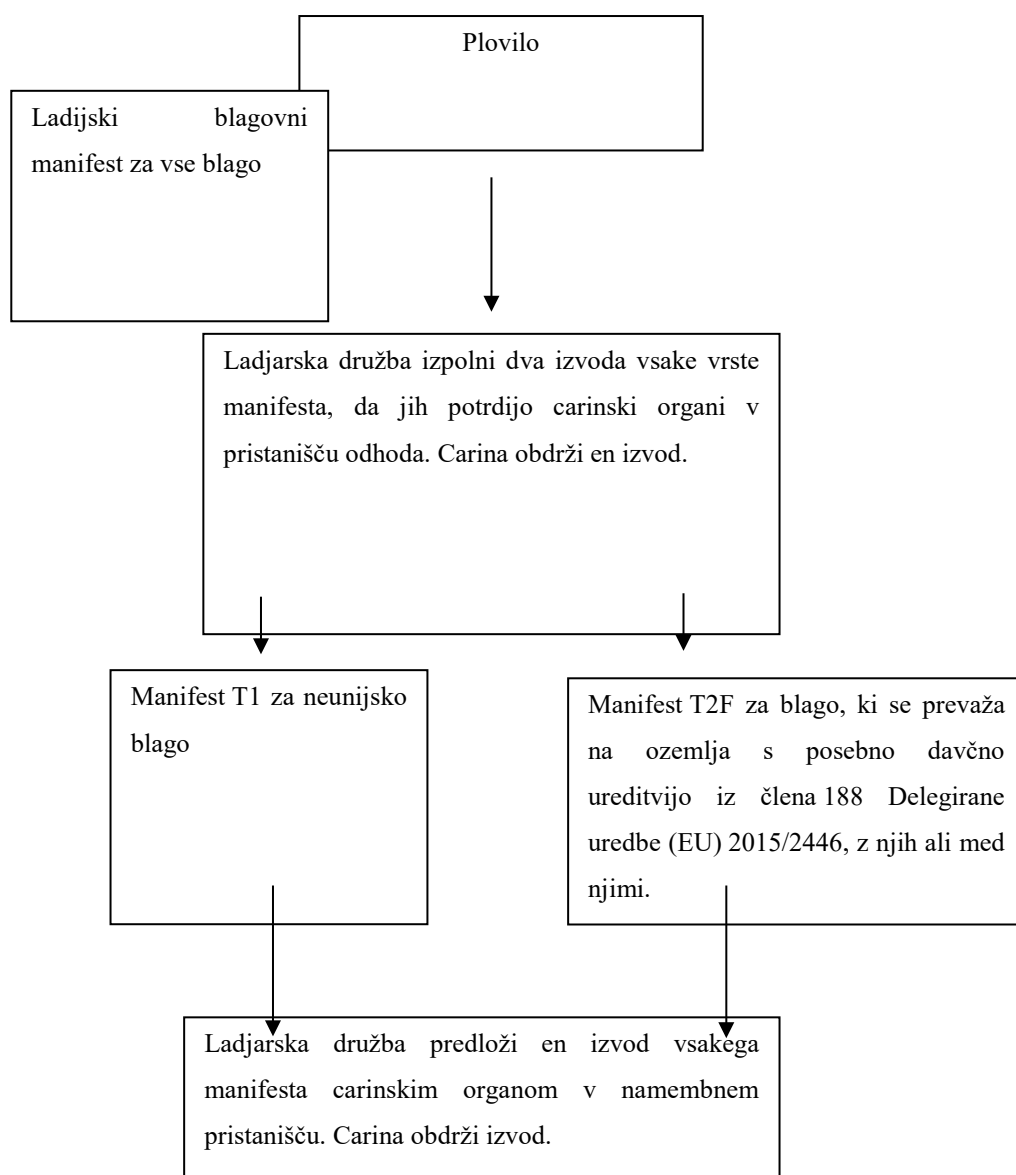 Plovilo
Ladijski blagovni
manifest za vse blago
Ladjarska družba izpolni dva izvoda vsake vrste
manifesta, da jih potrdijo carinski organi v
pristanišču odhoda. Carina obdrži en izvod.
Manifest T1 za neunijsko
blago
Manifest T2F za blago, ki se prevaža
na ozemlja s posebno davčno
ureditvijo iz člena 188 Delegirane
uredbe (EU) 2015/2446, z njih ali med
njimi.
Ladjarska družba predloži en izvod vsakega
manifesta carinskim organom v namembnem
pristanišču. Carina obdrži izvod.